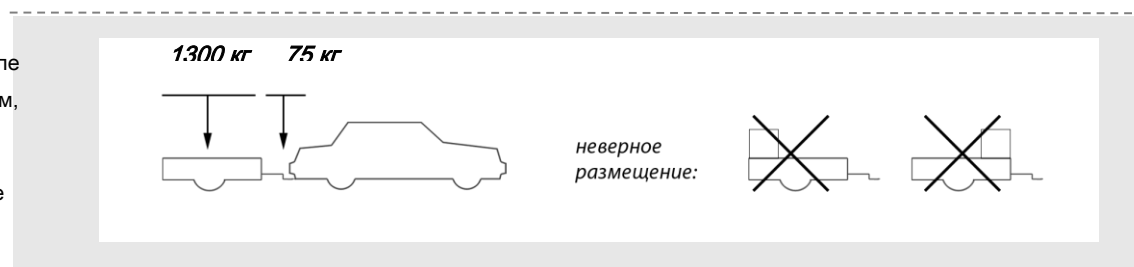 1300 кг 75 кг
м,
неверное
размещение:
е